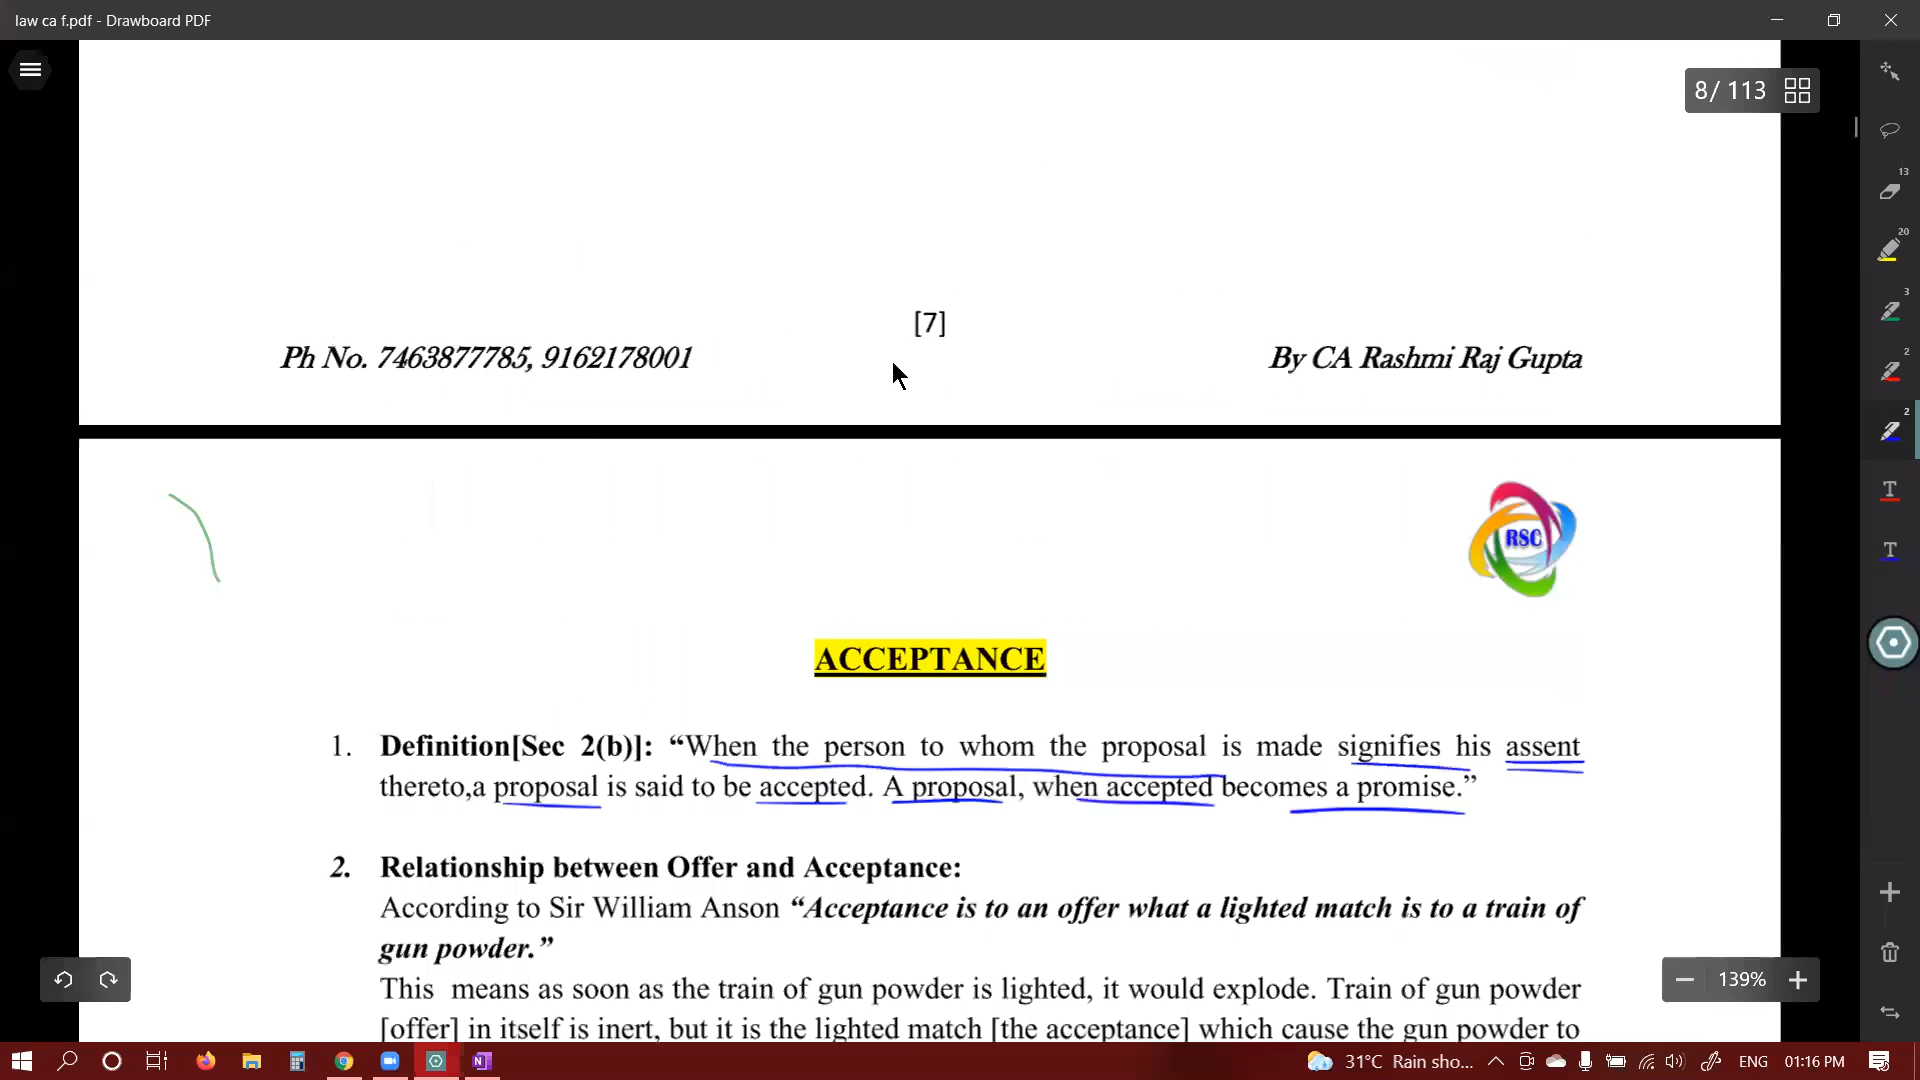 law ca f.pdf - Drawboard PDF
8/ 113
13
20
3
2
2
[7]
Ph No. 7463877785, 9162178001
By CA Rashmi Raj Gupta
RSC
ACCEPTANCE
1. Definition[Sec 2(b)]: “When the person to whom the proposal is made signifies his assent
thereto,a proposal is said to be accepted. A proposal, when accepted becomes a promise.”
2. Relationship between Offer and Acceptance:
According to Sir William Anson “Acceptance is to an offer what a lighted match is to a train of
gun powder.”
This means as soon as the train of gun powder is lighted, it would explode. Train of gun powder
[offer] in itself is inert, but it is the lighted match [the acceptance] which cause the gun powder to
139%
31°C Rain sho...
ENG
01:16 PM